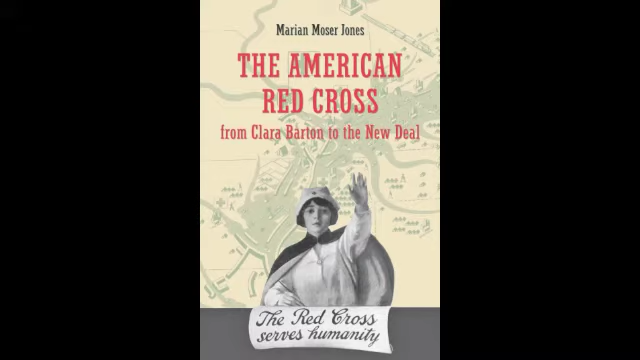 Marian Moser Jones
THE AMERICAN
RED CROSS
from Clara Barton to the New Deal
The Red Cross
serves humanity